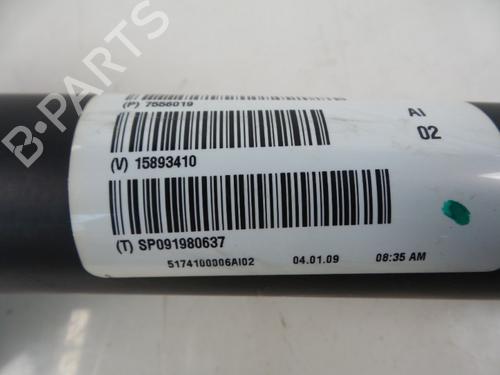 B-PARTS
(P) 7556019
AI
02
(V) 15893410
(T) SP091980637
5174100006AI02 04.01.09 08:35 AM